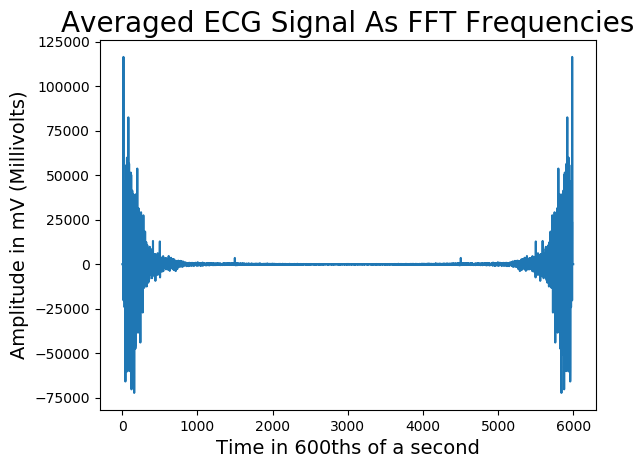 Averaged ECG Signal As FFT Frequencies
125000
100000
75000
50000
25000
0
−25000
−50000
−75000
Amplitude in mV (Millivolts)
0 1000 2000 3000 4000 5000 6000
Time in 600ths of a second